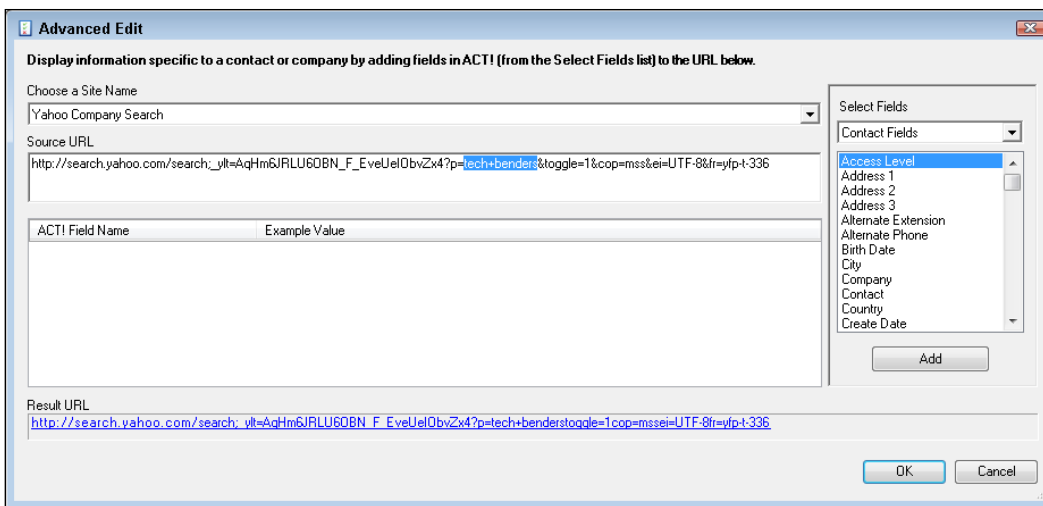 Advanced Edit
Display information specific to a contact or company by adding fields in ACT! (from the Select Fields list) to the URL below.
Choose a Site Name
Yahoo Company Search
Source URL
http://search.yahoo.com/search;_ylt=AqHm6JRLU6OBN_F_EveUelObvZx4?p=tech+benders&toggle=1&cop=mss&ei=UTF-8&fr=yfp-t-336
ACT! Field Name
Example Value
Select Fields
Contact Fields
Access Level
Address 1
Address 2
Address 3
Alternate Extension
Alternate Phone
Birth Date
City
Company
Contact
Country
Create Date
Add
Result URL
http://search.yahoo.com/search;_ylt=AqHm6JRLU6OBN_F_EveUelObvZx4?p=tech+benderstoggle=1cop=mssei=UTF-8fr=yfp-t-336
OK
Cancel